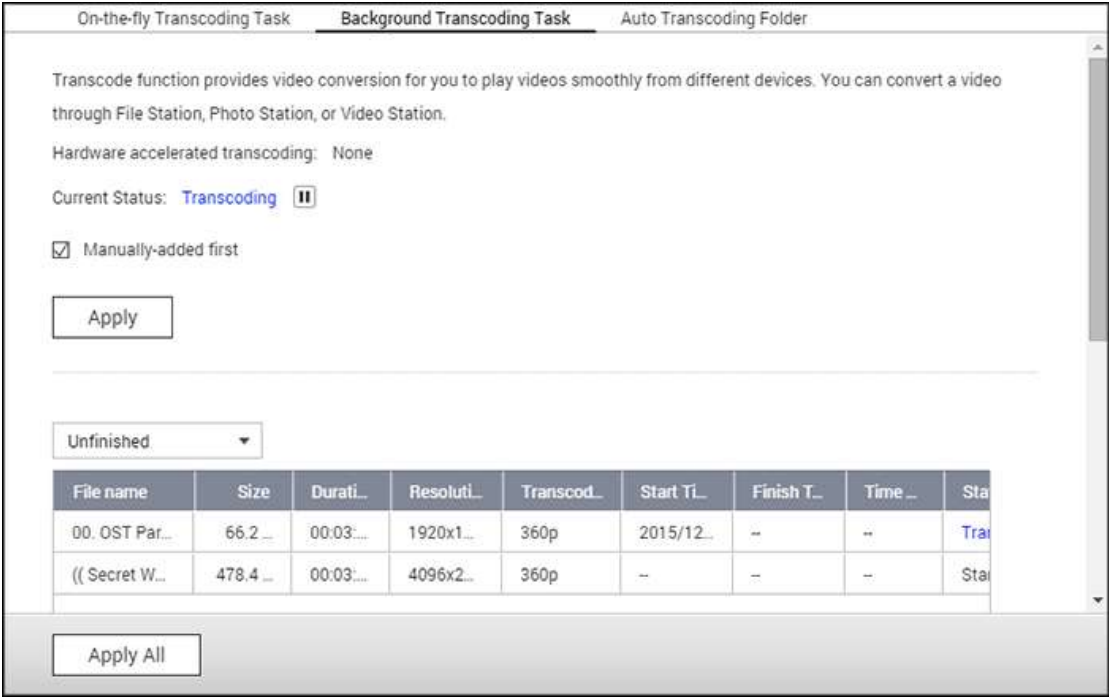 On-the-fly Transcoding Task Background Transcoding Task Auto Transcoding Folder
Transcode function provides video conversion for you to play videos smoothly from different devices. You can convert a video
through File Station, Photo Station, or Video Station.
Hardware accelerated transcoding: None
Current Status: Transcoding
Manually-added first
Apply
Unfinished
File name Size Durati... Resoluti... Transcod... Start Ti... Finish T... Time ... Sta
00. OST Par... 66.2 ... 00:03:... 1920x1... 360p 2015/12... -- -- Tra
(( Secret W... 478.4 ... 00:03:... 4096x2... 360p -- -- -- Sta
Apply All